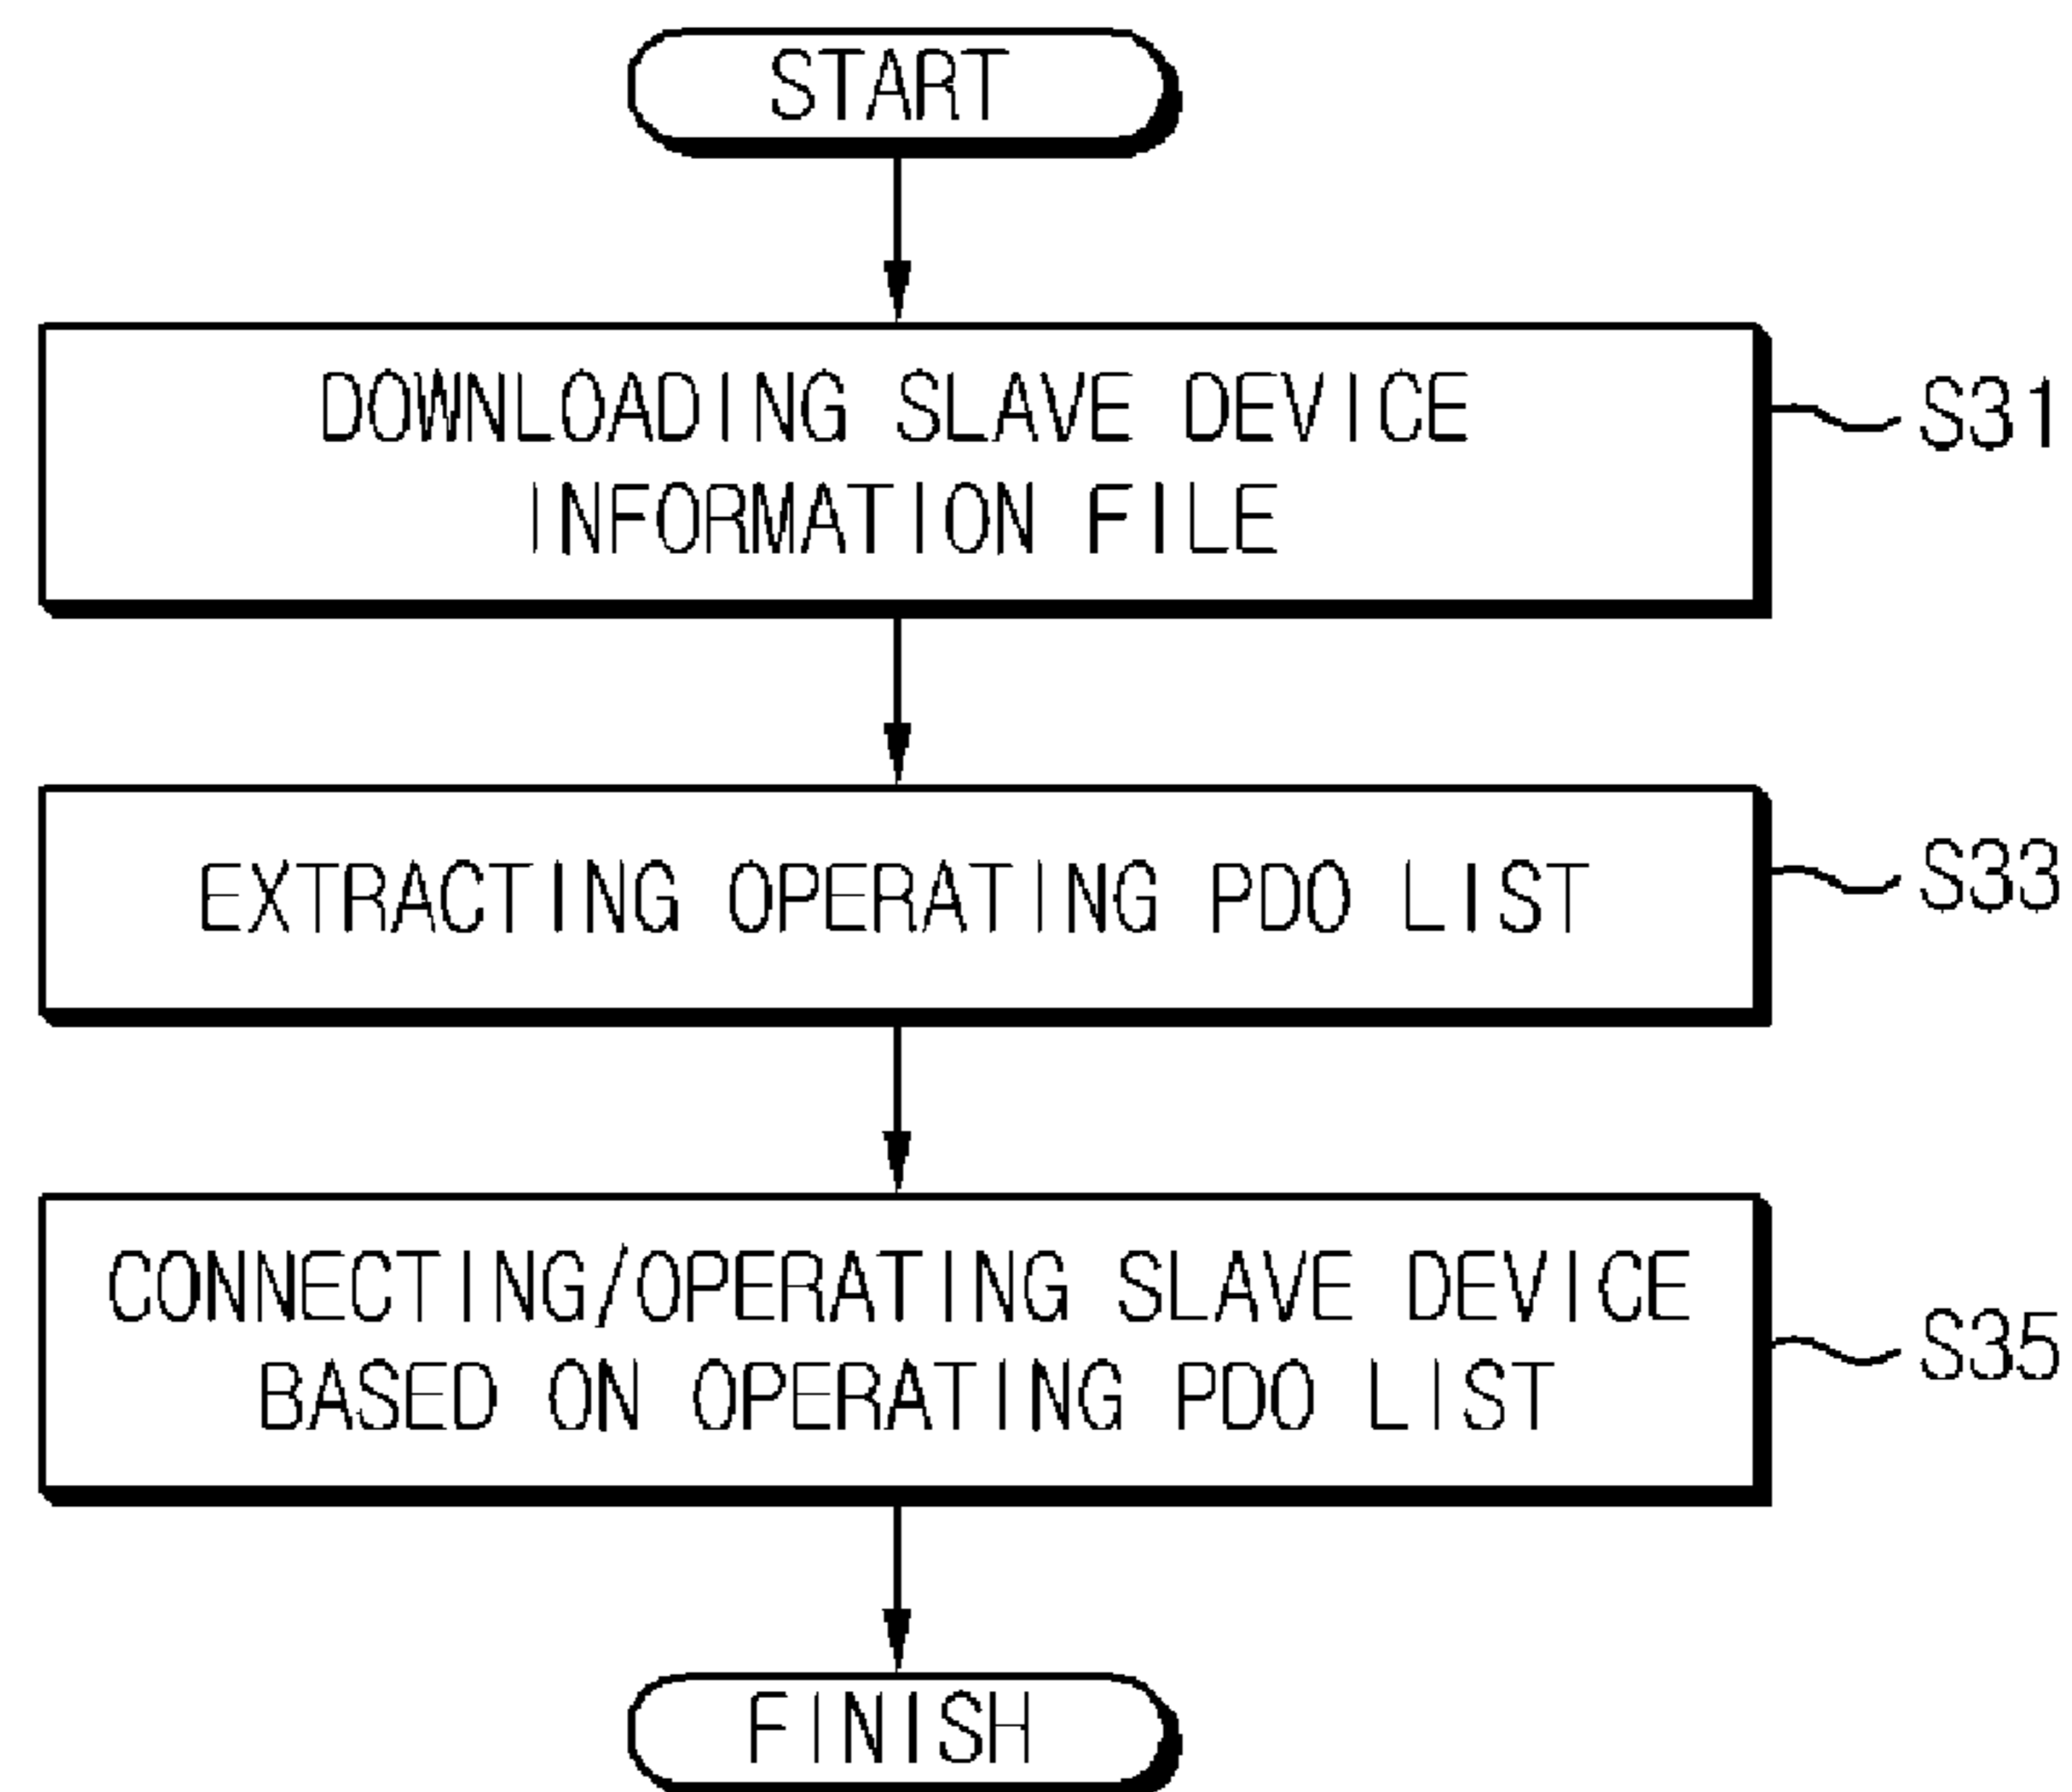 START
DOWNLOADING SLAVE DEVICE
INFORMATION FILE
S31
EXTRACTING OPERATING PDO LIST
S33
CONNECTING/OPERATING SLAVE DEVICE
BASED ON OPERATING PDO LIST
S35
FINISH